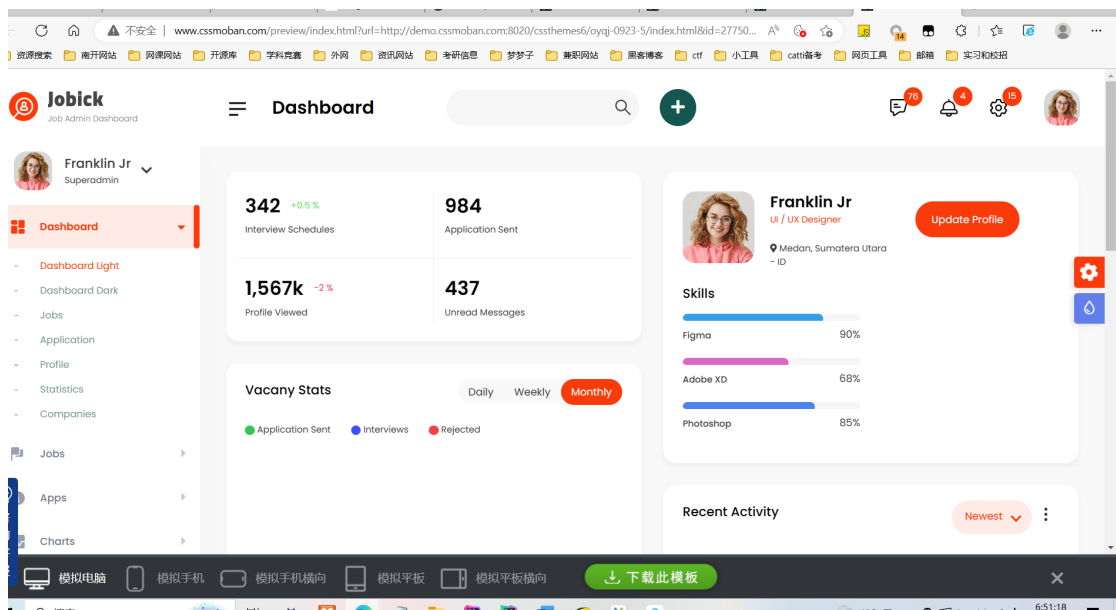 不安全 | www.cssmoban.com/preview/index.html?url=http://demo.cssmoban.com:8020/cssthemes6/oyqj-0923-5/index.html&id=27750...
14
资源搜索 南开网站 网课网站 开源库 学科竞赛 外网 资讯网站 考研信息 梦梦子 兼职网站 黑客博客 ctf 小工具 catti备考 网页工具 邮箱 实习和校招
Jobick
Job Admin Dashboard
Dashboard
76
4
15
Franklin Jr
Superadmin
Dashboard
Dashboard Light
Dashboard Dark
Jobs
Application
Profile
Statistics
Companies
Jobs
Apps
Charts
342 +0.5 %
Interview Schedules
984
Application Sent
1,567k -2 %
Profile Viewed
437
Unread Messages
Vacany Stats
Daily Weekly Monthly
Application Sent Interviews Rejected
Franklin Jr
UI / UX Designer
Medan, Sumatera Utara
- ID
Update Profile
Skills
Figma 90%
Adobe XD 68%
Photoshop 85%
Recent Activity
Newest
模拟电脑 模拟手机 模拟手机横向 模拟平板 模拟平板横向 下载此模板
6:51:18